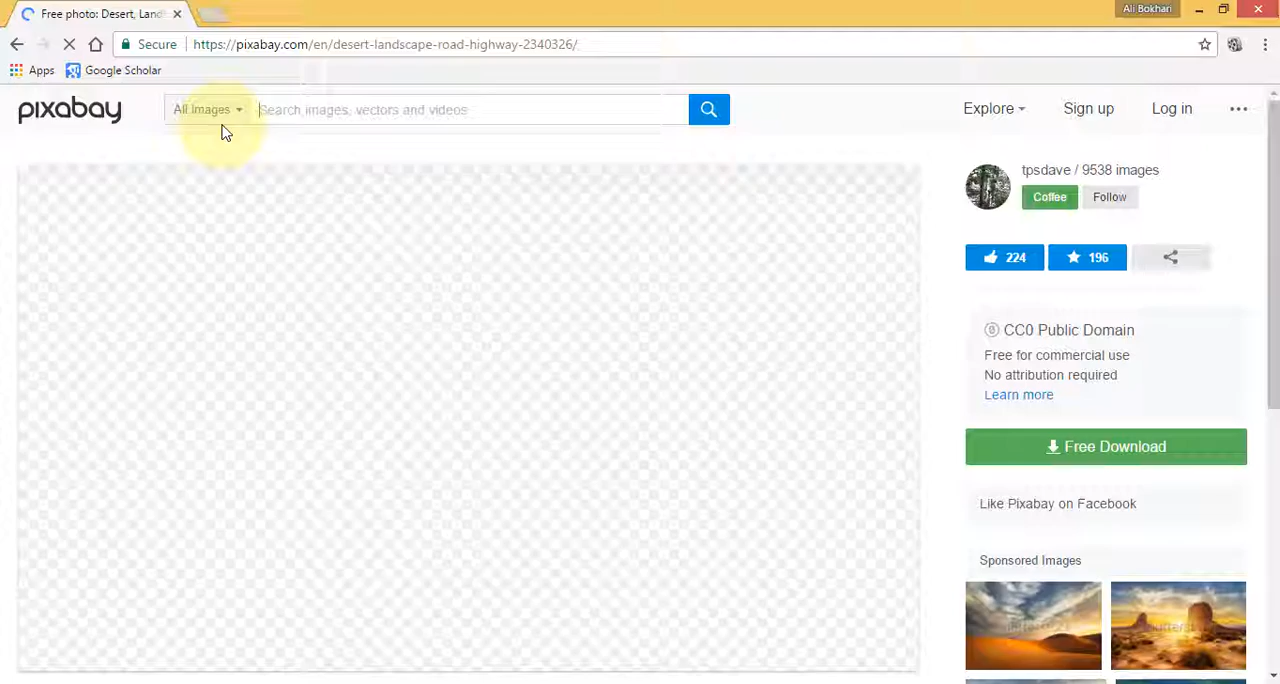 Free photo: Desert, Land
Ali Bokhari
Secure
https://pixabay.com/en/desert-landscape-road-highway-2340326/
Apps
Google Scholar
pixabay
All Images
Search images, vectors and videos
Explore
Sign up
Log in
tpsdave / 9538 images
Coffee
Follow
224
196
CC0 Public Domain
Free for commercial use
No attribution required
Learn more
Free Download
Like Pixabay on Facebook
Sponsored Images